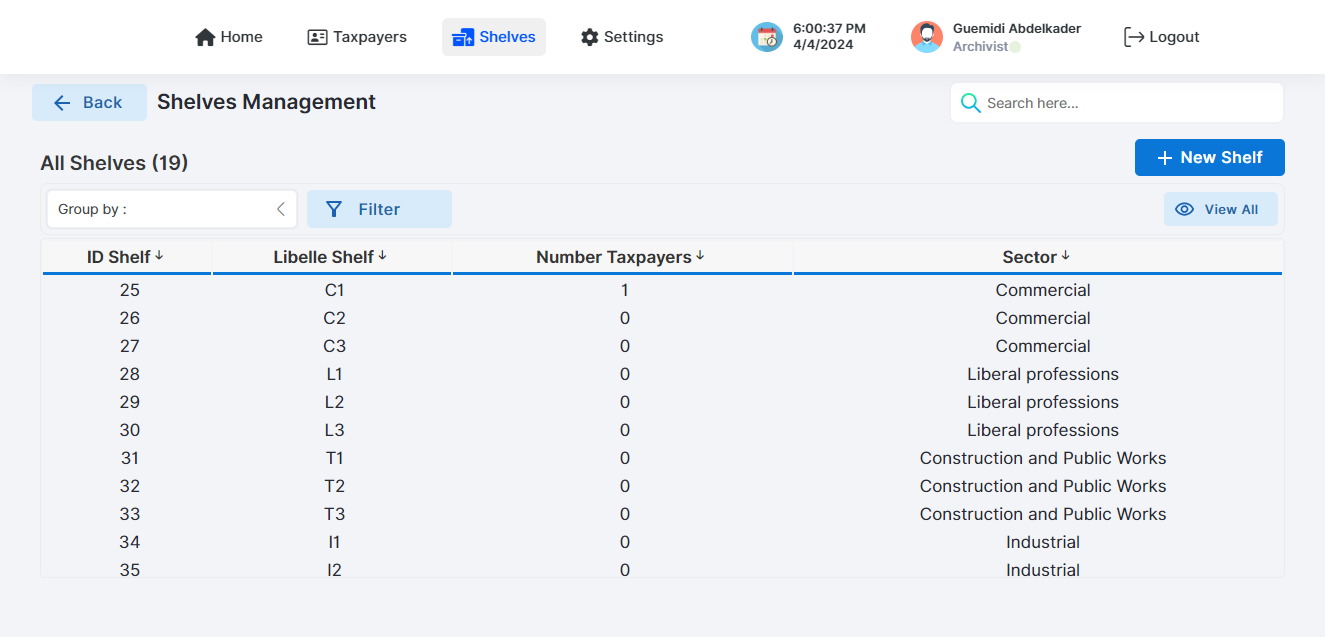 Home Taxpayers Shelves Settings 6:00:37 PM Guemidi Abdelkader Logout
4/4/2024 Archivist
Back Shelves Management Search here...
All Shelves (19) New Shelf
Group by : Filter View All
ID Shelf Libelle Shelf Number Taxpayers Sector
25 C1 1 Commercial
26 C2 0 Commercial
27 C3 0 Commercial
28 L1 0 Liberal professions
29 L2 0 Liberal professions
30 L3 0 Liberal professions
31 T1 0 Construction and Public Works
32 T2 0 Construction and Public Works
33 T3 0 Construction and Public Works
34 I1 0 Industrial
35 I2 0 Industrial